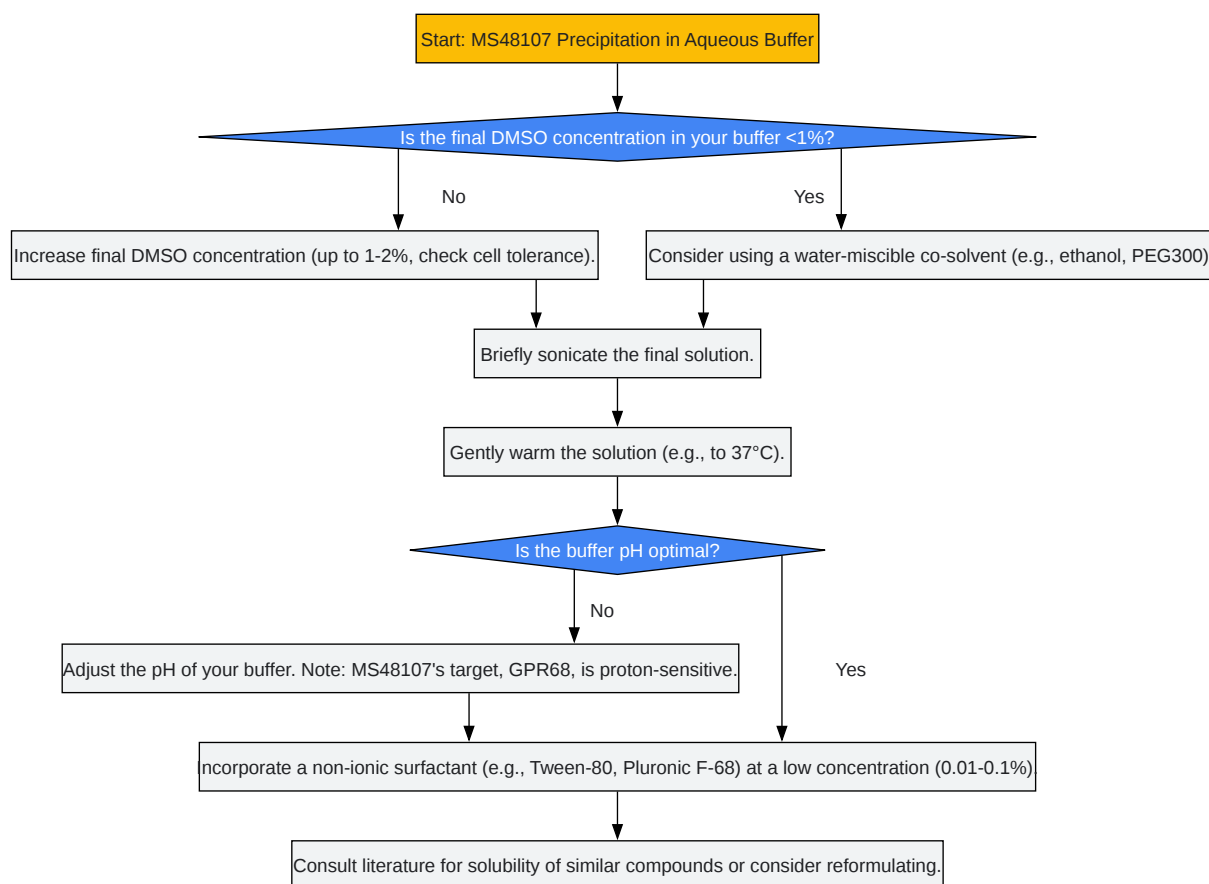 Start: MS48107 Precipitation in Aqueous Buffer
Is the final DMSO concentration in your buffer <1%?
No
Yes
Increase final DMSO concentration (up to 1-2%, check cell tolerance).
Consider using a water-miscible co-solvent (e.g., ethanol, PEG300)
Briefly sonicate the final solution.
Gently warm the solution (e.g., to 37°C).
Is the buffer pH optimal?
No
Adjust the pH of your buffer. Note: MS48107's target, GPR68, is proton-sensitive.
Yes
Incorporate a non-ionic surfactant (e.g., Tween-80, Pluronic F-68) at a low concentration (0.01-0.1%).
Consult literature for solubility of similar compounds or consider reformulating.